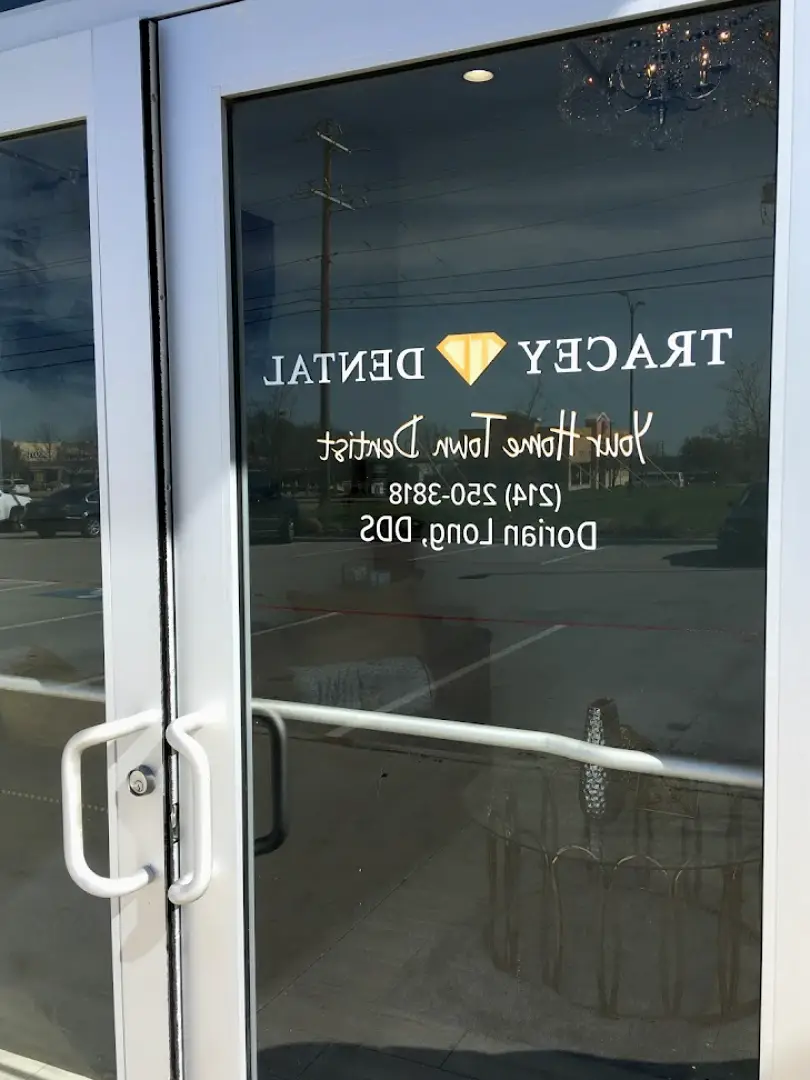 TRACEY DENTAL
Your Home Town Dentist
(214) 250-3818
Dorian Long, DDS